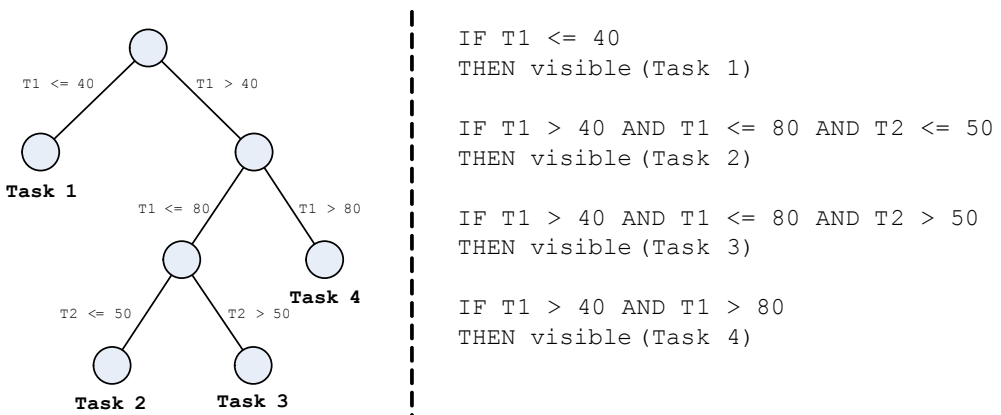 T1 <= 40
T1 > 40
Task 1
T1 <= 80
T1 > 80
Task 4
T2 <= 50
T2 > 50
Task 2
Task 3
IF T1 <= 40
THEN visible(Task 1)
IF T1 > 40 AND T1 <= 80 AND T2 <= 50
THEN visible(Task 2)
IF T1 > 40 AND T1 <= 80 AND T2 > 50
THEN visible(Task 3)
IF T1 > 40 AND T1 > 80
THEN visible(Task 4)